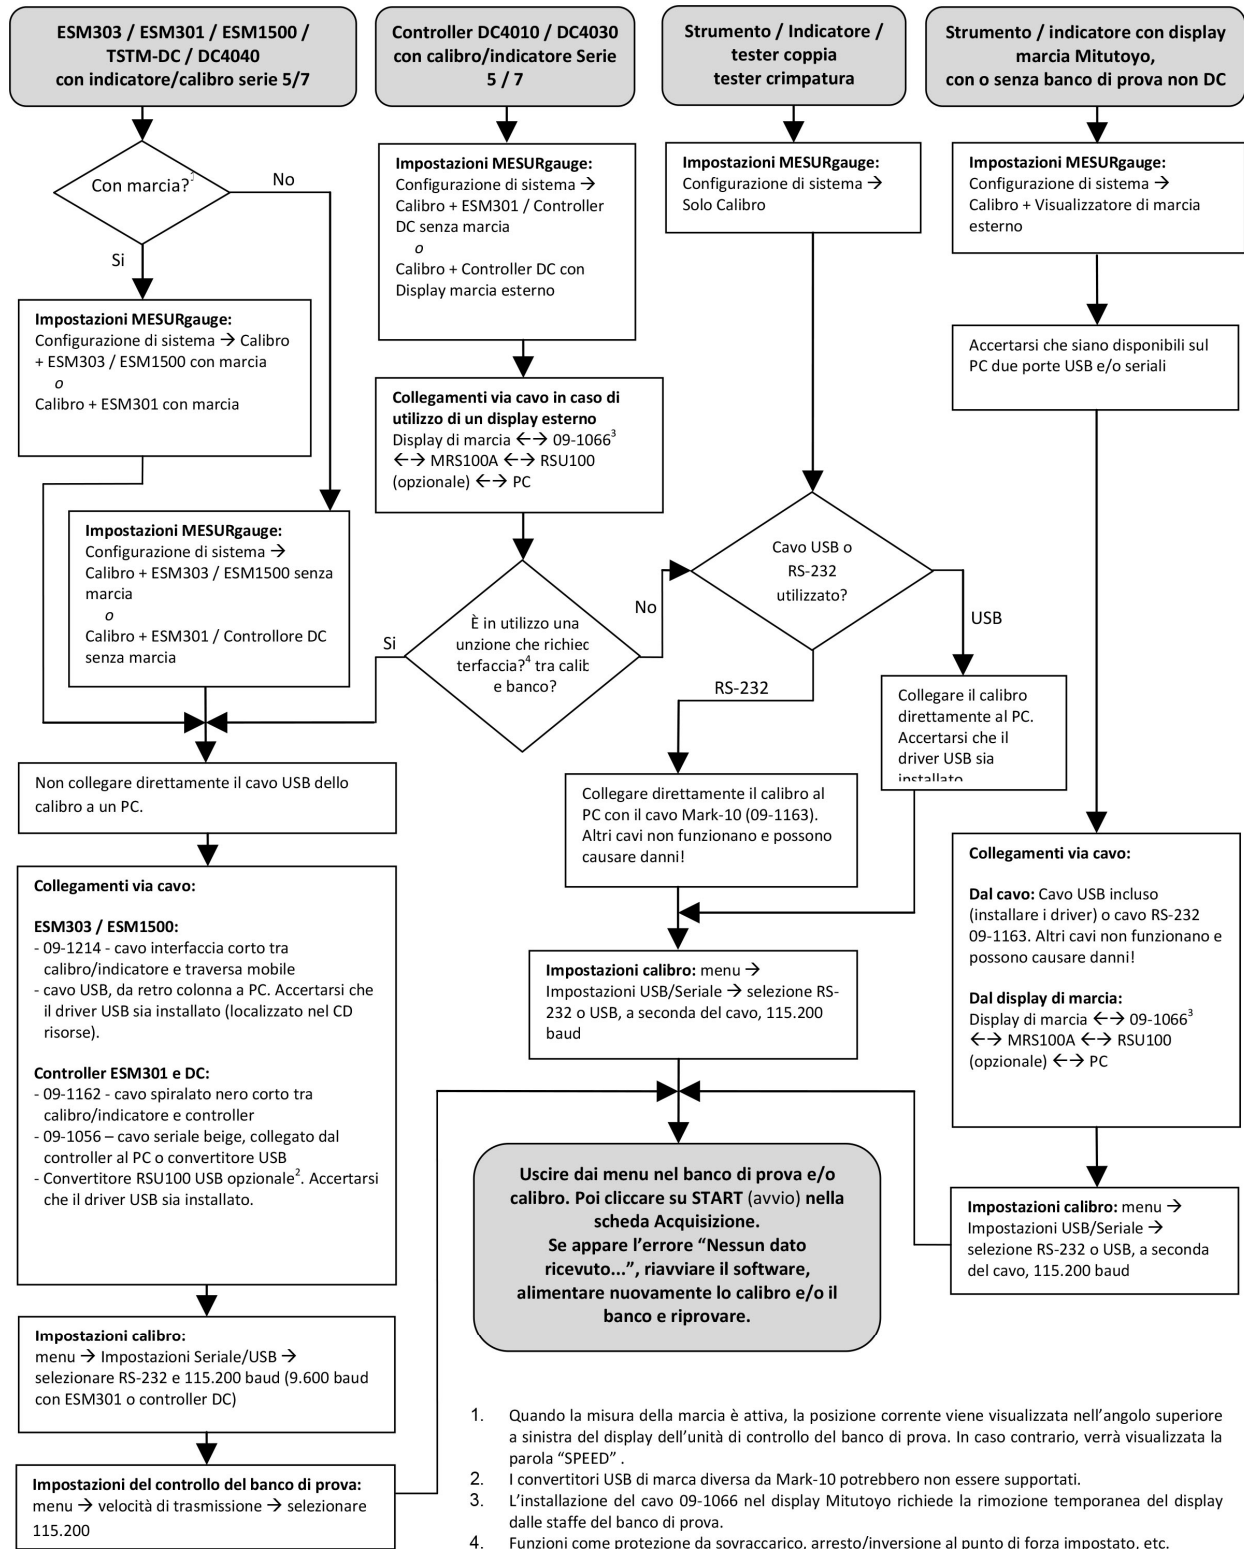 ESM303 / ESM301 / ESM1500 /
TSTM-DC / DC4040
con indicatore/calibro serie 5/7
Con marcia?1
No
Si
Impostazioni MESURgauge:
Configurazione di sistema → Calibro
+ ESM303 / ESM1500 con marcia
o
Calibro + ESM301 con marcia
Impostazioni MESURgauge:
Configurazione di sistema →
Calibro + ESM303 / ESM1500 senza
marcia
o
Calibro + ESM301 / Controllore DC
senza marcia
Non collegare direttamente il cavo USB dello
calibro a un PC.
Collegamenti via cavo:
ESM303 / ESM1500:
- 09-1214 - cavo interfaccia corto tra
calibro/indicatore e traversa mobile
- cavo USB, da retro colonna a PC. Accertarsi che
il driver USB sia installato (localizzato nel CD
risorse).
Controller ESM301 e DC:
- 09-1162 - cavo spiralato nero corto tra
calibro/indicatore e controller
- 09-1056 – cavo seriale beige, collegato dal
controller al PC o convertitore USB
- Convertitore RSU100 USB opzionale2. Accertarsi
che il driver USB sia installato.
Impostazioni calibro:
menu → Impostazioni Seriale/USB →
selezionare RS-232 e 115.200 baud (9.600 baud
con ESM301 o controller DC)
Impostazioni del controllo del banco di prova:
menu → velocità di trasmissione → selezionare
115.200
Controller DC4010 / DC4030
con calibro/indicatore Serie
5 / 7
Impostazioni MESURgauge:
Configurazione di sistema →
Calibro + ESM301 / Controller
DC senza marcia
o
Calibro + Controller DC con
Display marcia esterno
Collegamenti via cavo in caso di
utilizzo di un display esterno
Display di marcia ←→ 09-10663
←→ MRS100A ←→ RSU100
(opzionale) ←→ PC
È in utilizzo una
unzione che richiec
terfaccia?4 tra calib
e banco?
Si
No
Strumento / Indicatore /
tester coppia
tester crimpatura
Impostazioni MESURgauge:
Configurazione di sistema →
Solo Calibro
Cavo USB o
RS-232
utilizzato?
USB
RS-232
Collegare il calibro
direttamente al PC.
Accertarsi che il
driver USB sia
installato
Collegare direttamente il calibro al
PC con il cavo Mark-10 (09-1163).
Altri cavi non funzionano e possono
causare danni!
Impostazioni calibro: menu →
Impostazioni USB/Seriale → selezione RS-
232 o USB, a seconda del cavo, 115.200
baud
Strumento / indicatore con display
marcia Mitutoyo,
con o senza banco di prova non DC
Impostazioni MESURgauge:
Configurazione di sistema →
Calibro + Visualizzatore di marcia
esterno
Accertarsi che siano disponibili sul
PC due porte USB e/o seriali
Collegamenti via cavo:
Dal cavo: Cavo USB incluso
(installare i driver) o cavo RS-232
09-1163. Altri cavi non funzionano e
possono causare danni!
Dal display di marcia:
Display di marcia ←→ 09-10663
←→ MRS100A ←→ RSU100
(opzionale) ←→ PC
Impostazioni calibro: menu →
Impostazioni USB/Seriale →
selezione RS-232 o USB, a seconda
del cavo, 115.200 baud
Uscire dai menu nel banco di prova e/o
calibro. Poi cliccare su START (avvio) nella
scheda Acquisizione.
Se appare l’errore “Nessun dato
ricevuto...”, riavviare il software,
alimentare nuovamente lo calibro e/o il
banco e riprovare.
1. Quando la misura della marcia è attiva, la posizione corrente viene visualizzata nell’angolo superiore
a sinistra del display dell’unità di controllo del banco di prova. In caso contrario, verrà visualizzata la
parola “SPEED” .
2. I convertitori USB di marca diversa da Mark-10 potrebbero non essere supportati.
3. L’installazione del cavo 09-1066 nel display Mitutoyo richiede la rimozione temporanea del display
dalle staffe del banco di prova.
4. Funzioni come protezione da sovraccarico, arresto/inversione al punto di forza impostato, etc.